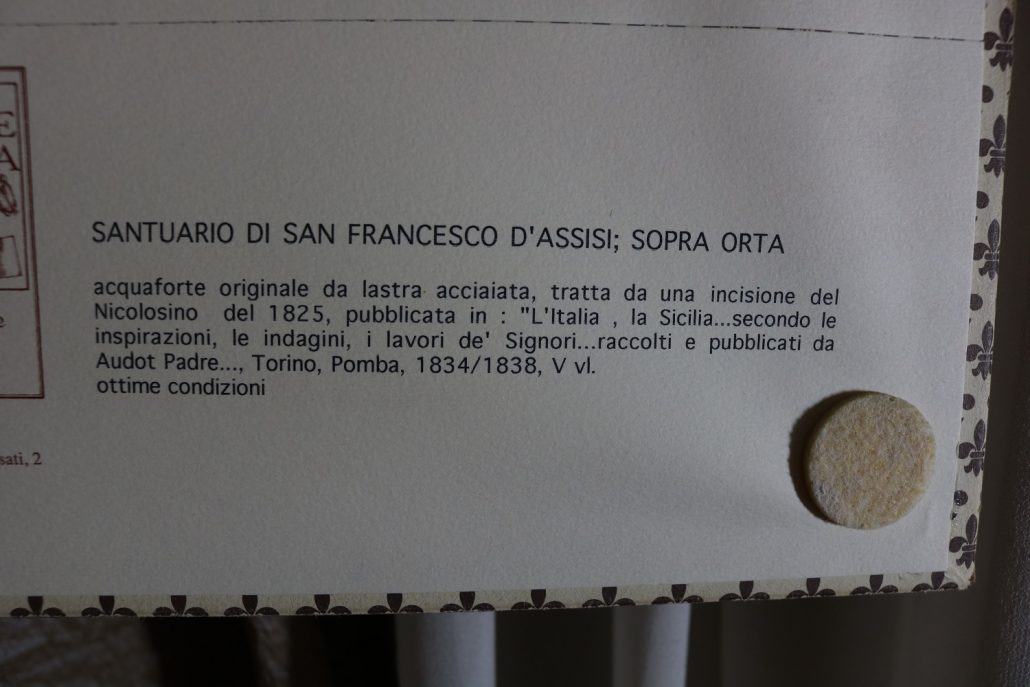 E
A
e
SANTUARIO DI SAN FRANCESCO D'ASSISI; SOPRA ORTA
acquaforte originale da lastra acciaiata, tratta da una incisione del
Nicolosino del 1825, pubblicata in : "L'Italia , la Sicilia...secondo le
inspirazioni, le indagini, i lavori de' Signori...raccolti e pubblicati da
Audot Padre..., Torino, Pomba, 1834/1838, V vl.
ottime condizioni
sati, 2